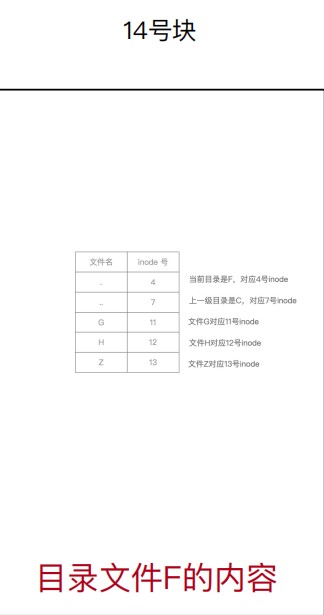 14号块
文件名 inode 号
. 4 当前目录是F，对应4号inode
.. 7 上一级目录是C，对应7号inode
G 11 文件G对应11号inode
H 12 文件H对应12号inode
Z 13 文件Z对应13号inode
目录文件F的内容